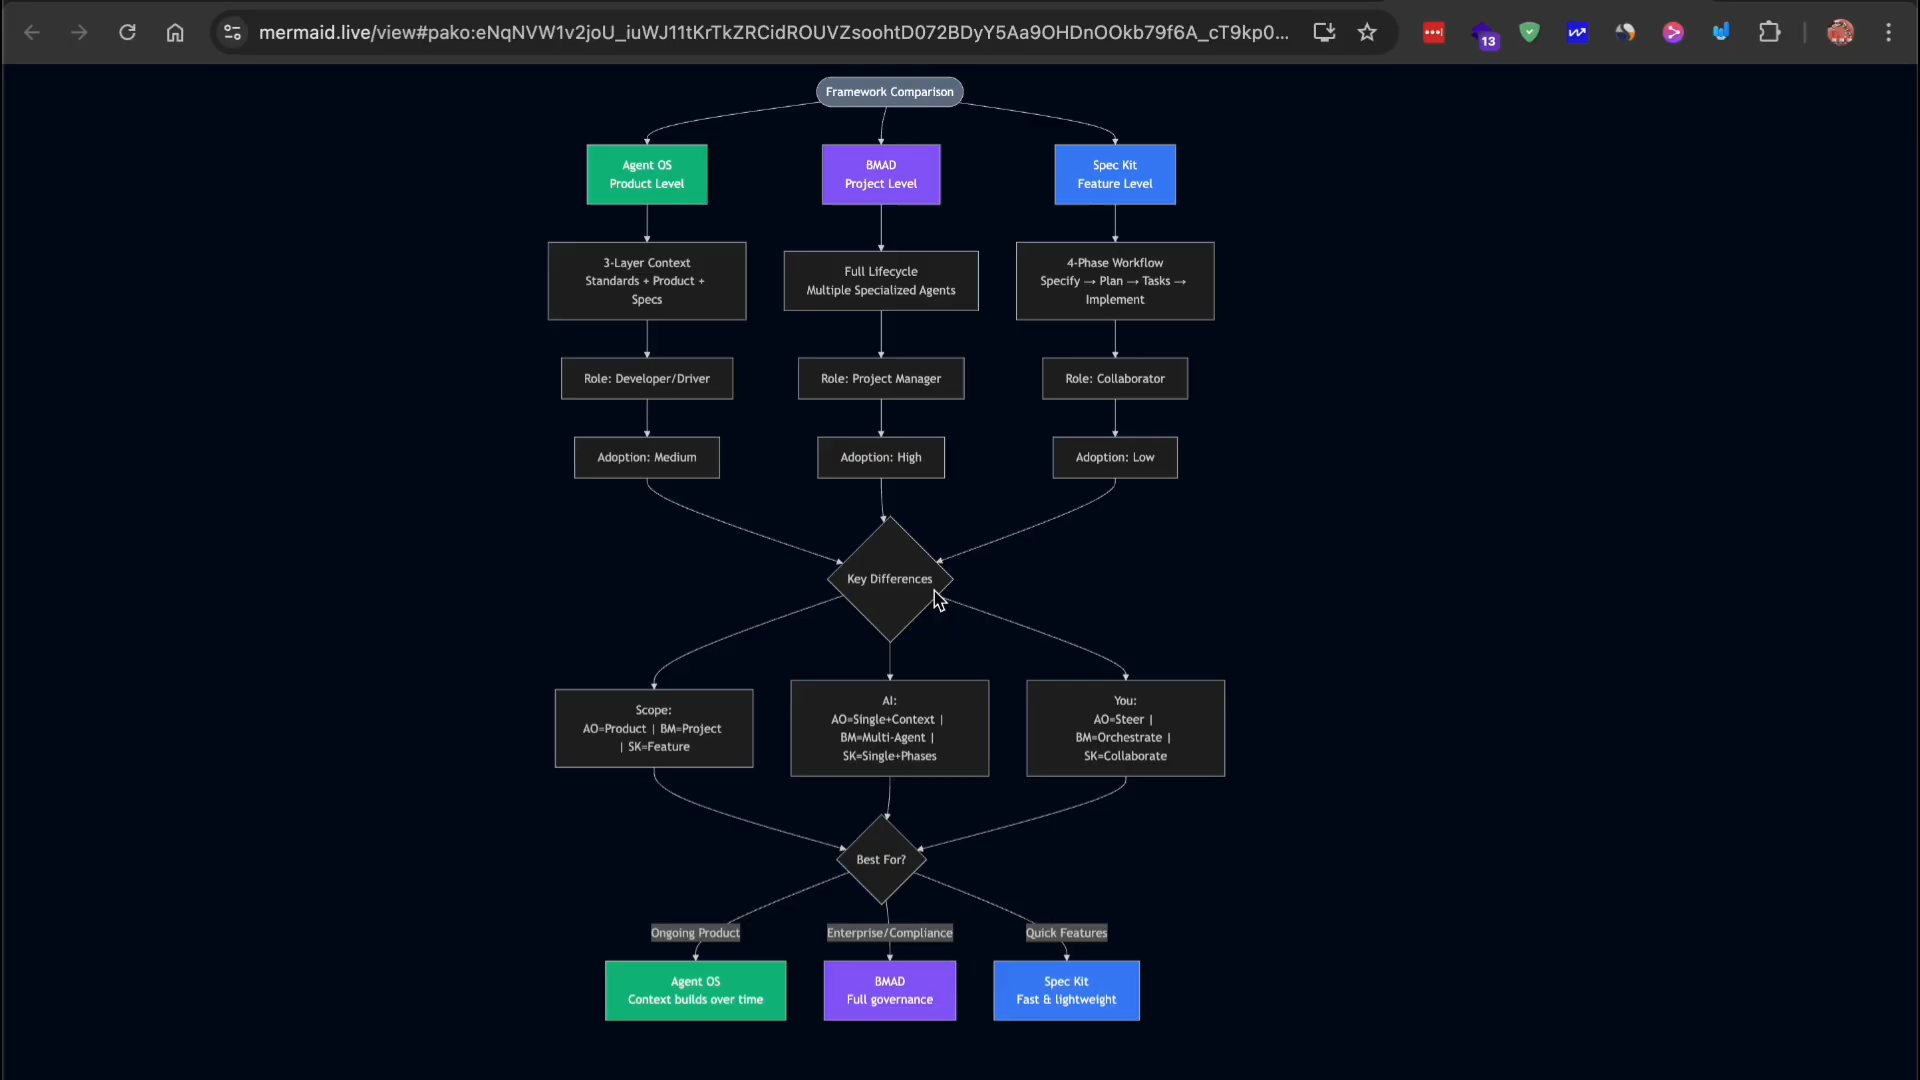 mermaid.live/view#pako:eNqNVW1v2joU_iuWJ11tKrTkZRCidROUVZsoohtD072BDyY5Aa9OHDnOOkb79f6A_cT9kp0...
13
Framework Comparison
Agent OS
Product Level
BMAD
Project Level
Spec Kit
Feature Level
3-Layer Context
Standards + Product +
Specs
Full Lifecycle
Multiple Specialized Agents
4-Phase Workflow
Specify → Plan → Tasks →
Implement
Role: Developer/Driver
Role: Project Manager
Role: Collaborator
Adoption: Medium
Adoption: High
Adoption: Low
Key Differences
Scope:
AO=Product | BM=Project
| SK=Feature
AI:
AO=Single+Context |
BM=Multi-Agent |
SK=Single+Phases
You:
AO=Steer |
BM=Orchestrate |
SK=Collaborate
Best For?
Ongoing Product
Enterprise/Compliance
Quick Features
Agent OS
Context builds over time
BMAD
Full governance
Spec Kit
Fast & lightweight